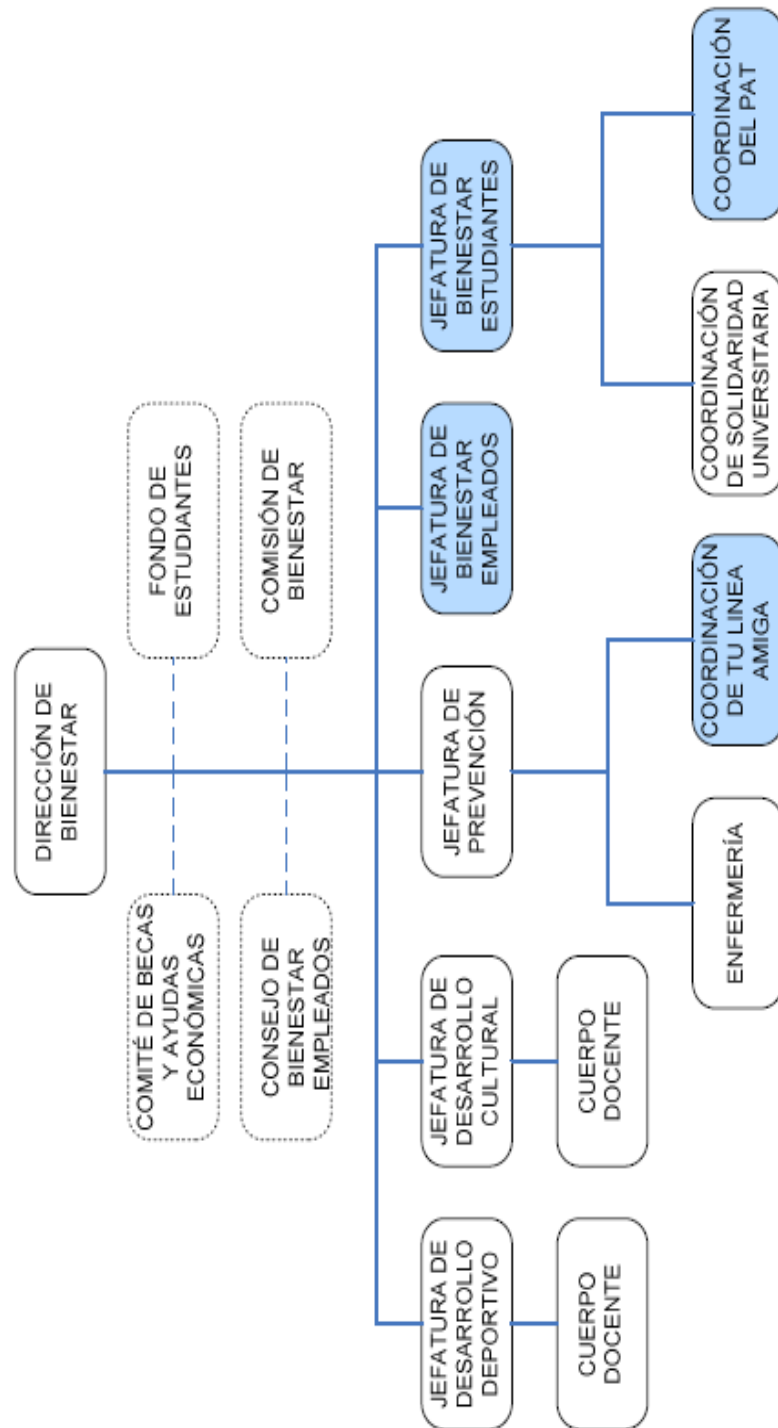 DIRECCIÓN DE
BIENESTAR
COMITÉ DE BECAS
Y AYUDAS
ECONÓMICAS
FONDO DE
ESTUDIANTES
CONSEJO DE
BIENESTAR
EMPLEADOS
COMISIÓN DE
BIENESTAR
JEFATURA DE
DESARROLLO
DEPORTIVO
JEFATURA DE
DESARROLLO
CULTURAL
JEFATURA DE
PREVENCIÓN
JEFATURA DE
BIENESTAR
EMPLEADOS
JEFATURA DE
BIENESTAR
ESTUDIANTES
CUERPO
DOCENTE
CUERPO
DOCENTE
ENFERMERÍA
COORDINACIÓN
DE TU LINEA
AMIGA
COORDINACIÓN
DE SOLIDARIDAD
UNIVERSITARIA
COORDINACIÓN
DEL PAT